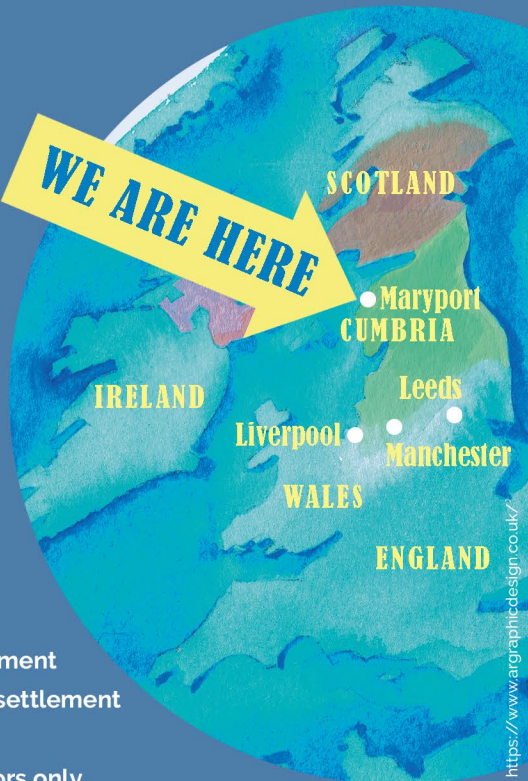 WE ARE HERE
SCOTLAND
Maryport
CUMBRIA
IRELAND
Leeds
Liverpool
Manchester
WALES
ENGLAND
ment
settlement
ors only
https://www.argraphicdesign.co.uk/